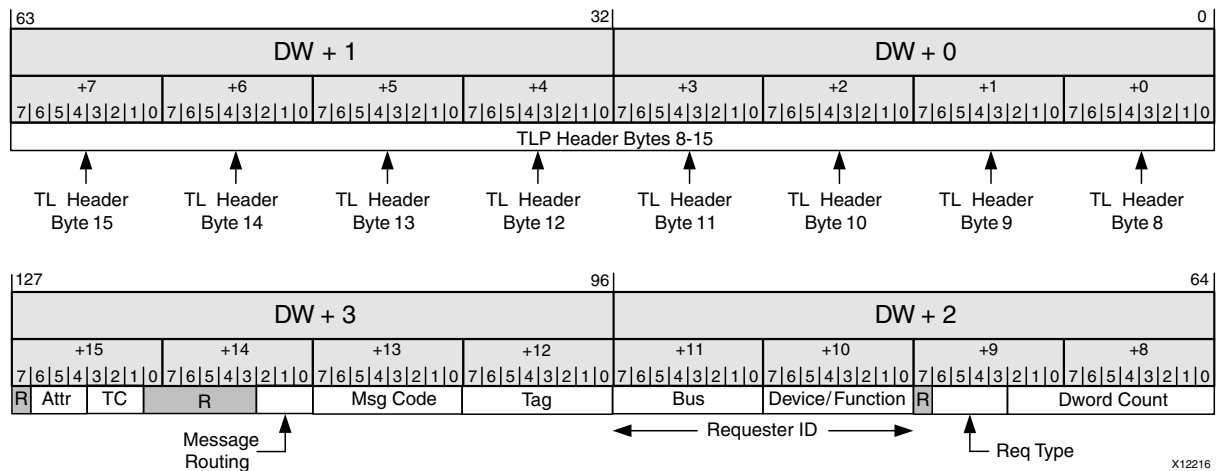 63 32 0
DW + 1 DW + 0
+7 +6 +5 +4 +3 +2 +1 +0
7 6 5 4 3 2 1 0 7 6 5 4 3 2 1 0 7 6 5 4 3 2 1 0 7 6 5 4 3 2 1 0 7 6 5 4 3 2 1 0 7 6 5 4 3 2 1 0 7 6 5 4 3 2 1 0 7 6 5 4 3 2 1 0
TLP Header Bytes 8-15
TL Header TL Header TL Header TL Header TL Header TL Header TL Header TL Header
Byte 15 Byte 14 Byte 13 Byte 12 Byte 11 Byte 10 Byte 9 Byte 8
127 96 64
DW + 3 DW + 2
+15 +14 +13 +12 +11 +10 +9 +8
7 6 5 4 3 2 1 0 7 6 5 4 3 2 1 0 7 6 5 4 3 2 1 0 7 6 5 4 3 2 1 0 7 6 5 4 3 2 1 0 7 6 5 4 3 2 1 0 7 6 5 4 3 2 1 0 7 6 5 4 3 2 1 0
R Attr TC R Msg Code Tag Bus Device/Function R Dword Count
Message Requester ID Req Type
Routing
X12216